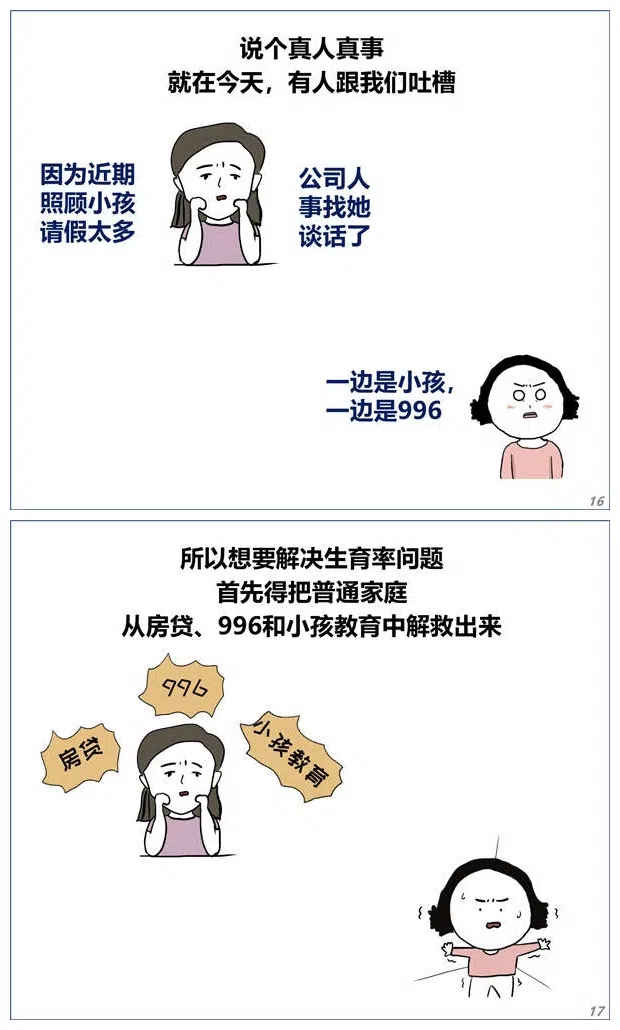 说个真人真事
就在今天，有人跟我们吐槽
因为近期
照顾小孩
请假太多
公司人
事找她
谈话了
一边是小孩，
一边是996
16
所以想要解决生育率问题
首先得把普通家庭
从房贷、996和小孩教育中解救出来
996
房贷
小孩教育
17